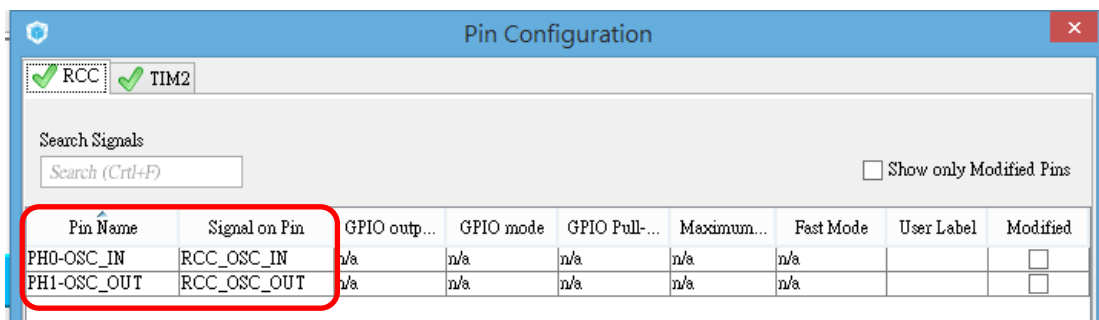 Pin Configuration
RCC TIM2
Search Signals
Search (Crtl+F)
Show only Modified Pins
Pin Name Signal on Pin GPIO outp... GPIO mode GPIO Pull-... Maximum... Fast Mode User Label Modified
PH0-OSC_IN RCC_OSC_IN n/a n/a n/a n/a n/a
PH1-OSC_OUT RCC_OSC_OUT n/a n/a n/a n/a n/a